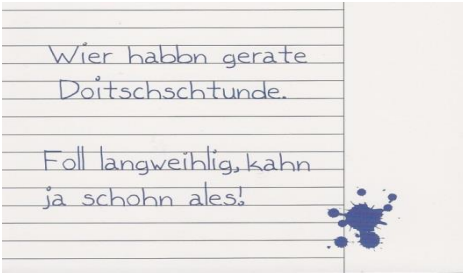 Wier habbn gerate
Doitschschtunde.
Foll langweihlig, kahn
ja schohn ales!